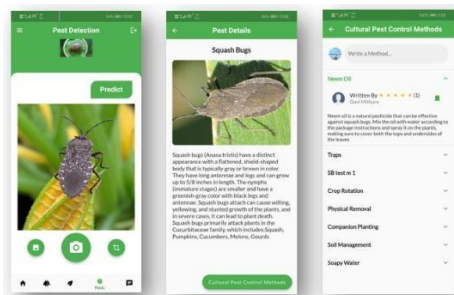 Pest Detection
Predict
Pest Details
Squash Bugs
Squash bugs (Anasa tristis) have a distinct
appearance with a flattened, shield-shaped
body that is typically gray or brown in color.
They have long antennae and legs and can grow
up to 5/8 inches in length. The nymphs
(immature stages) are smaller and have a
greenish-gray color with black legs and
antennae. Squash bugs attack can cause wilting,
yellowing, and stunted growth of the plants, and
in severe cases, it can lead to plant death.
Squash bugs primarily attack plants in the
Cucurbitaceae family, which includes Squash,
Pumpkins, Cucumbers, Melons, Gourds
Cultural Pest Control Methods
Cultural Pest Control Methods
Write a Method...
Neem Oil
Written By
(1)
Neem oil is a natural pesticide that can be effective
against squash bugs. Mix the oil with water according to
the package instructions and spray it on the plants,
making sure to cover both the tops and undersides of
the leaves
Traps
SB test m 1
Crop Rotation
Physical Removal
Companion Planting
Soil Management
Soapy Water